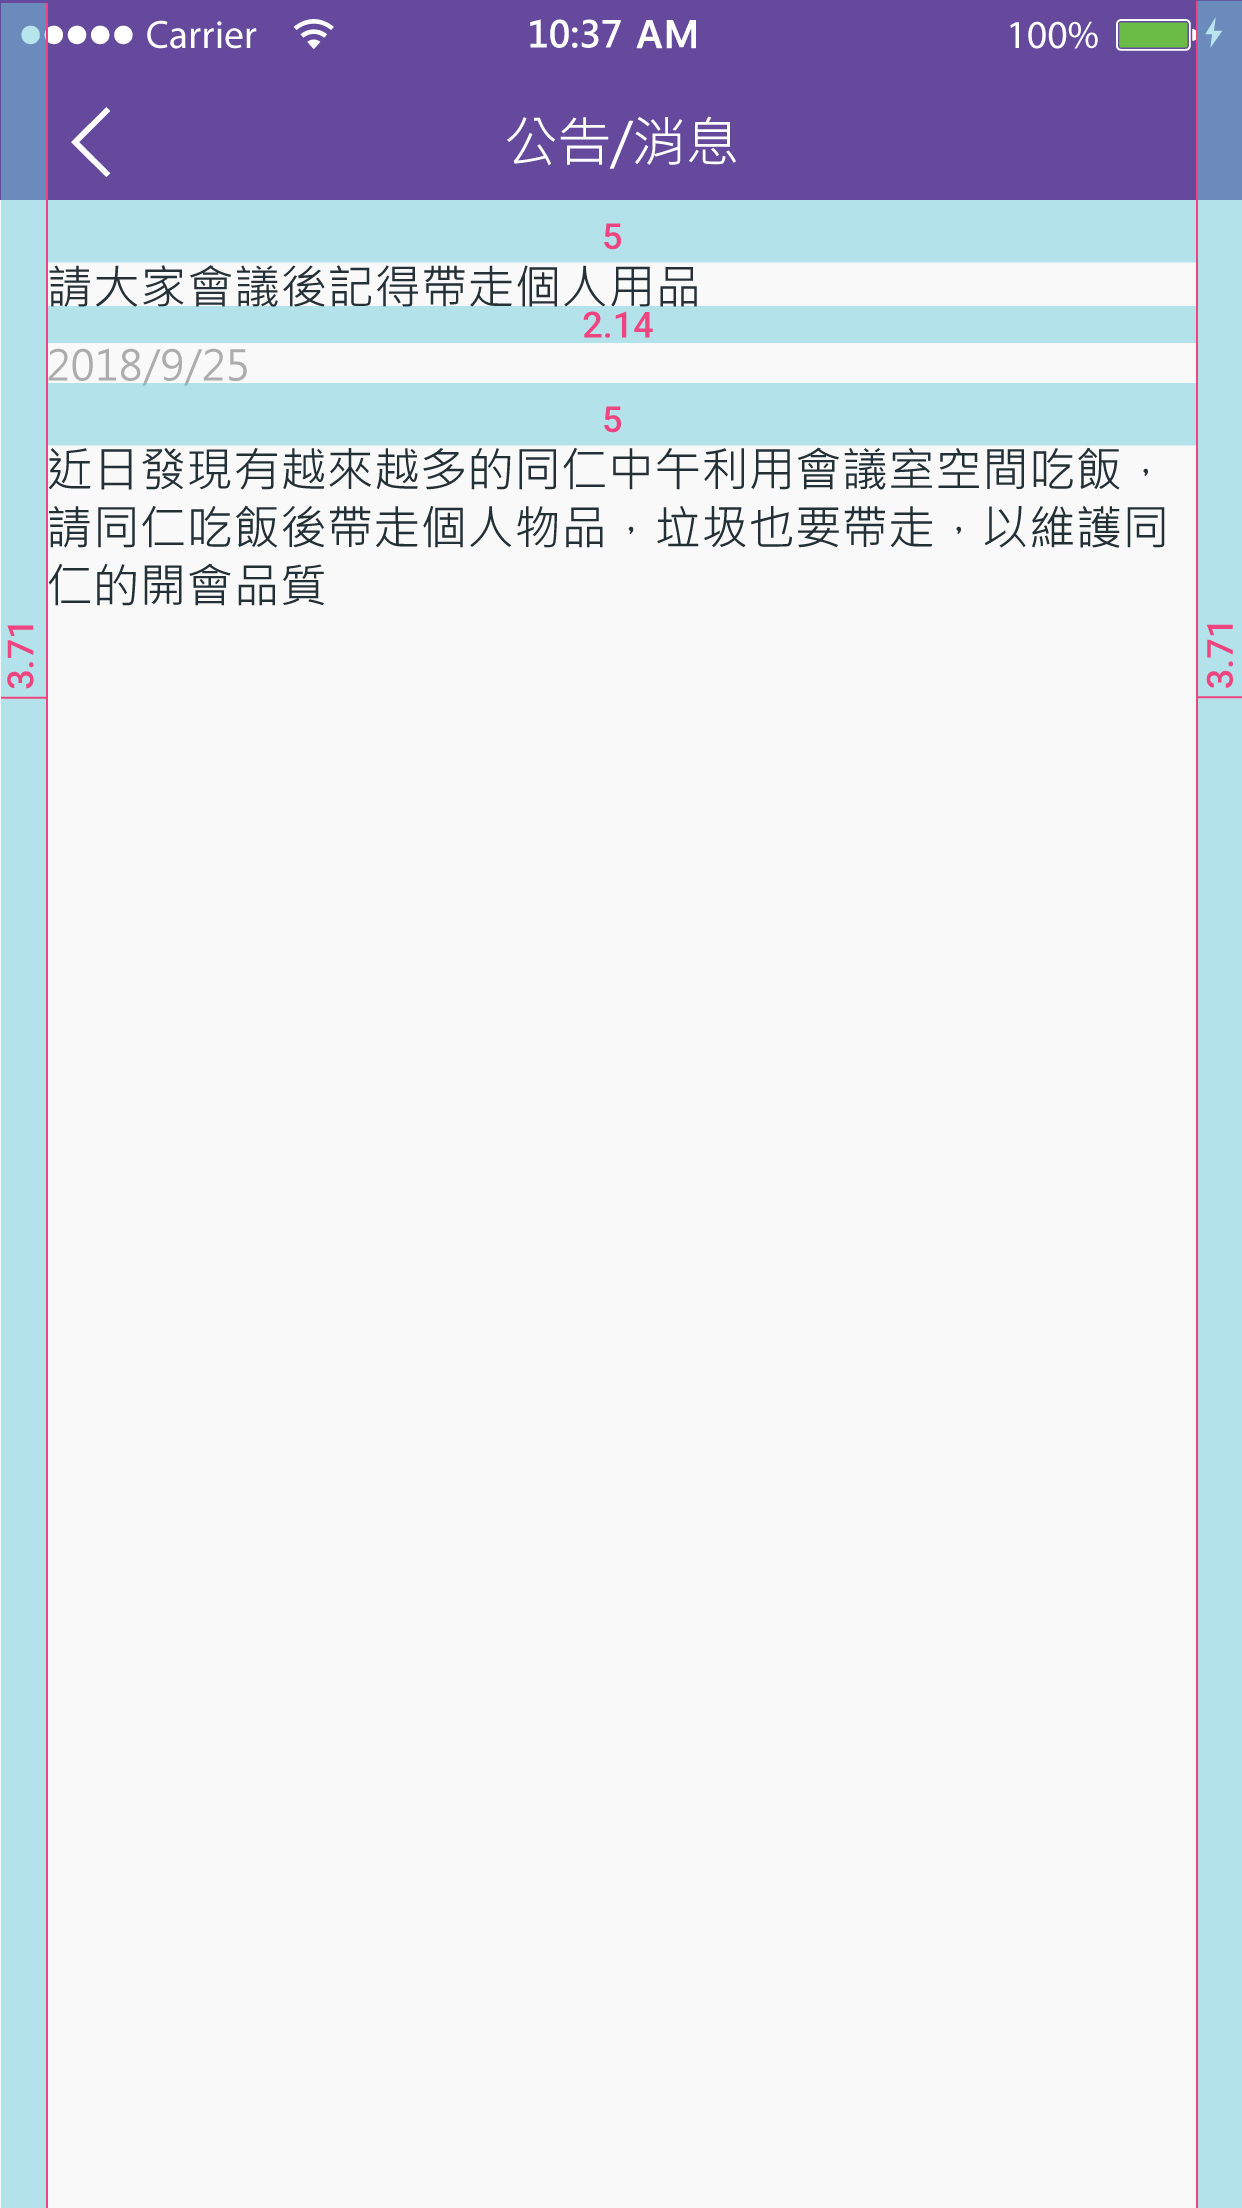 Carrier 10:37 AM 100%
公告/消息
5
請大家會議後記得帶走個人用品
2.14
2018/9/25
5
近日發現有越來越多的同仁中午利用會議室空間吃飯，
請同仁吃飯後帶走個人物品，垃圾也要帶走，以維護同
仁的開會品質
3.71
3.71